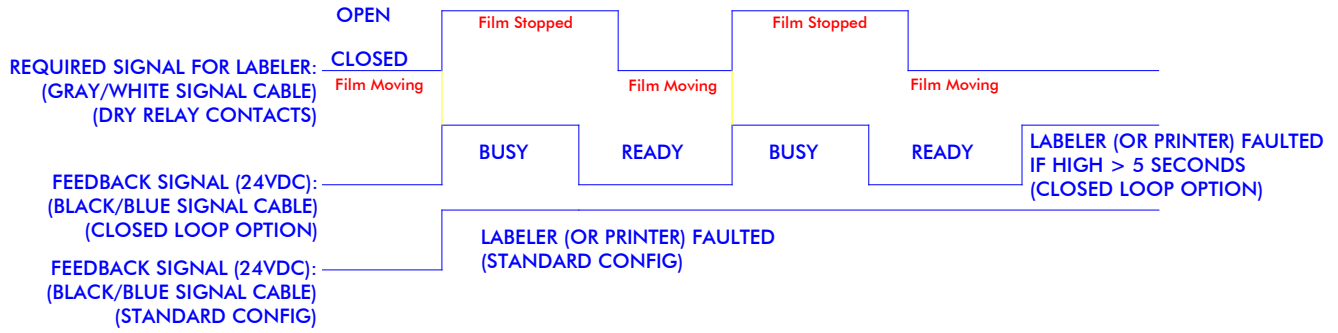 OPEN
Film Stopped
Film Stopped
CLOSED
REQUIRED SIGNAL FOR LABELER:
(GRAY/WHITE SIGNAL CABLE)
(DRY RELAY CONTACTS)
Film Moving
Film Moving
Film Moving
BUSY
READY
BUSY
READY
LABELER (OR PRINTER) FAULTED
IF HIGH > 5 SECONDS
(CLOSED LOOP OPTION)
FEEDBACK SIGNAL (24VDC):
(BLACK/BLUE SIGNAL CABLE)
(CLOSED LOOP OPTION)
LABELER (OR PRINTER) FAULTED
(STANDARD CONFIG)
FEEDBACK SIGNAL (24VDC):
(BLACK/BLUE SIGNAL CABLE)
(STANDARD CONFIG)